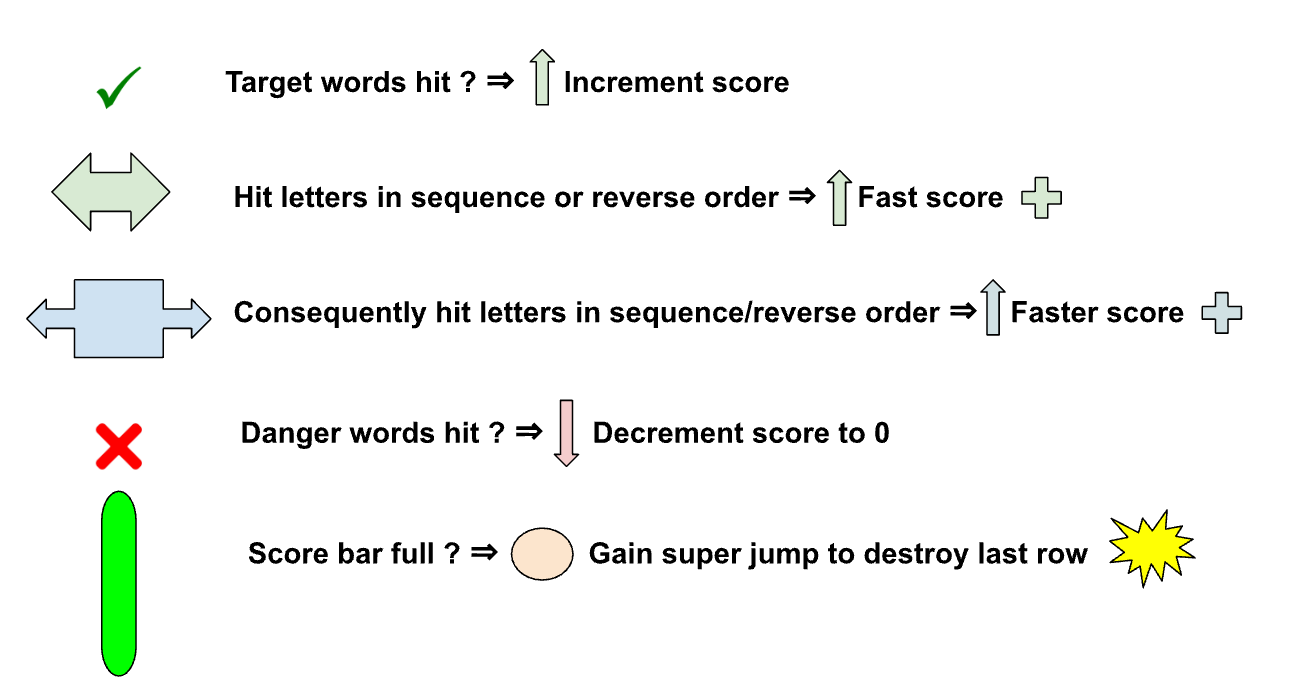 Target words hit ? ⇒ Increment score
Hit letters in sequence or reverse order ⇒ Fast score
Consequently hit letters in sequence/reverse order ⇒ Faster score
Danger words hit ? ⇒ Decrement score to 0
Score bar full ? ⇒ Gain super jump to destroy last row